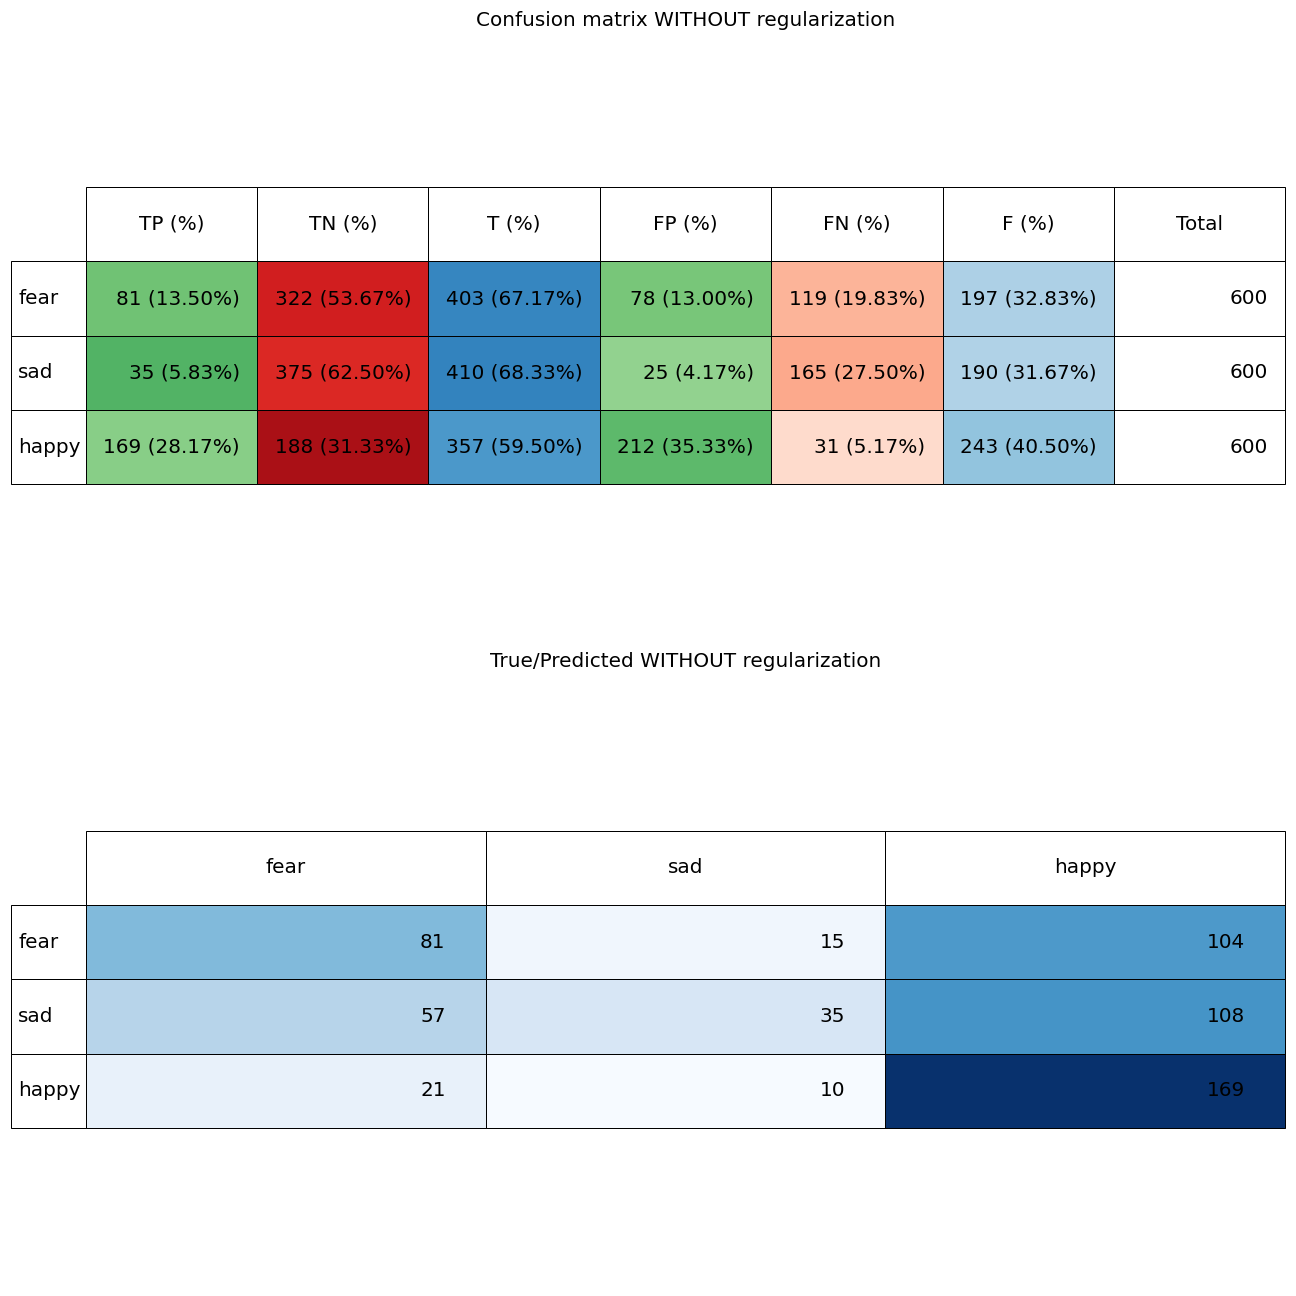 Confusion matrix WITHOUT regularization
TP (%) TN (%) T (%) FP (%) FN (%) F (%) Total
fear 81 (13.50%) 322 (53.67%) 403 (67.17%) 78 (13.00%) 119 (19.83%) 197 (32.83%) 600
sad 35 (5.83%) 375 (62.50%) 410 (68.33%) 25 (4.17%) 165 (27.50%) 190 (31.67%) 600
happy 169 (28.17%) 188 (31.33%) 357 (59.50%) 212 (35.33%) 31 (5.17%) 243 (40.50%) 600
True/Predicted WITHOUT regularization
fear sad happy
fear 81 15 104
sad 57 35 108
happy 21 10 169